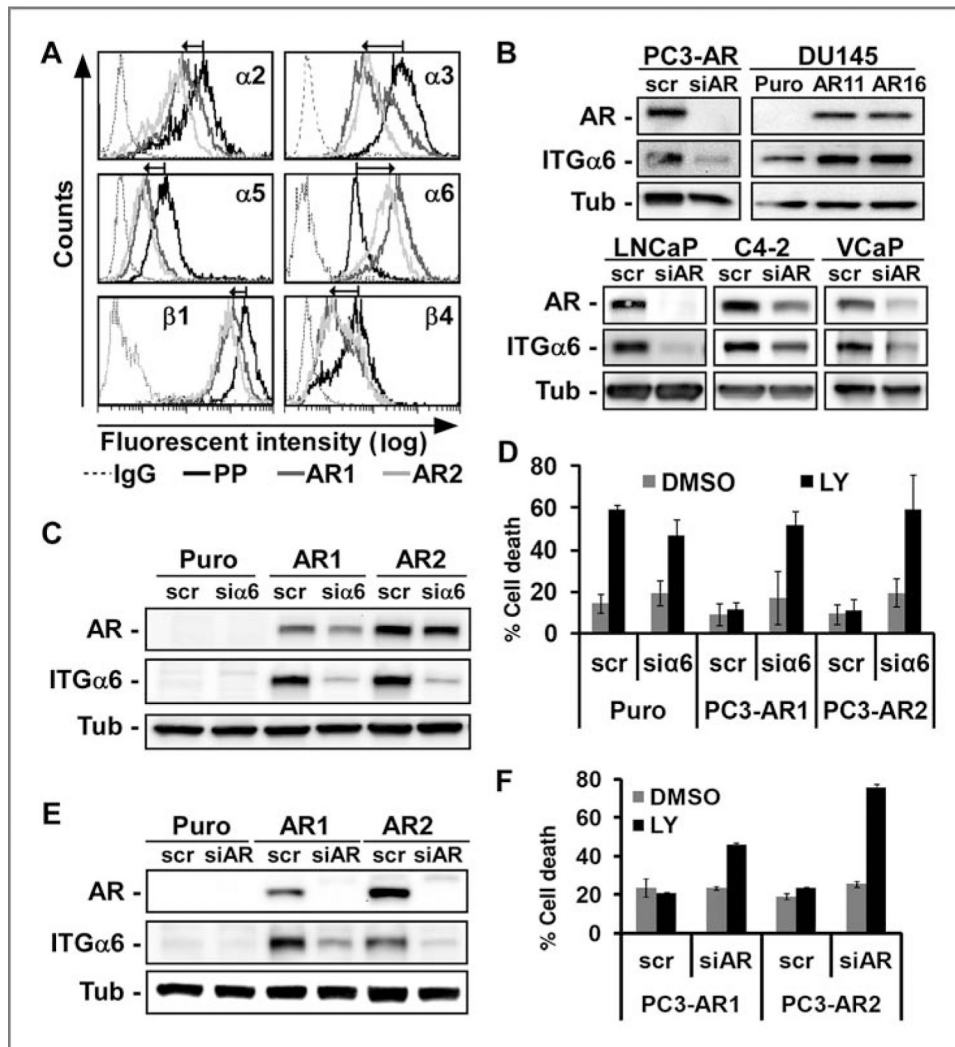 A
α2
α3
α5
α6
β1
β4
Counts
Fluorescent intensity (log)
IgG PP AR1 AR2
B
PC3-AR DU145
scr siAR Puro AR11 AR16
AR -
ITGα6 -
Tub -
LNCaP C4-2 VCaP
scr siAR scr siAR scr siAR
AR -
ITGα6 -
Tub -
C
Puro AR1 AR2
scr siα6 scr siα6 scr siα6
AR -
ITGα6 -
Tub -
D
DMSO LY
% Cell death
80
60
40
20
0
scr siα6 scr siα6 scr siα6
Puro PC3-AR1 PC3-AR2
E
Puro AR1 AR2
scr siAR scr siAR scr siAR
AR -
ITGα6 -
Tub -
F
DMSO
LY
% Cell death
80
60
40
20
0
scr siAR scr siAR
PC3-AR1 PC3-AR2